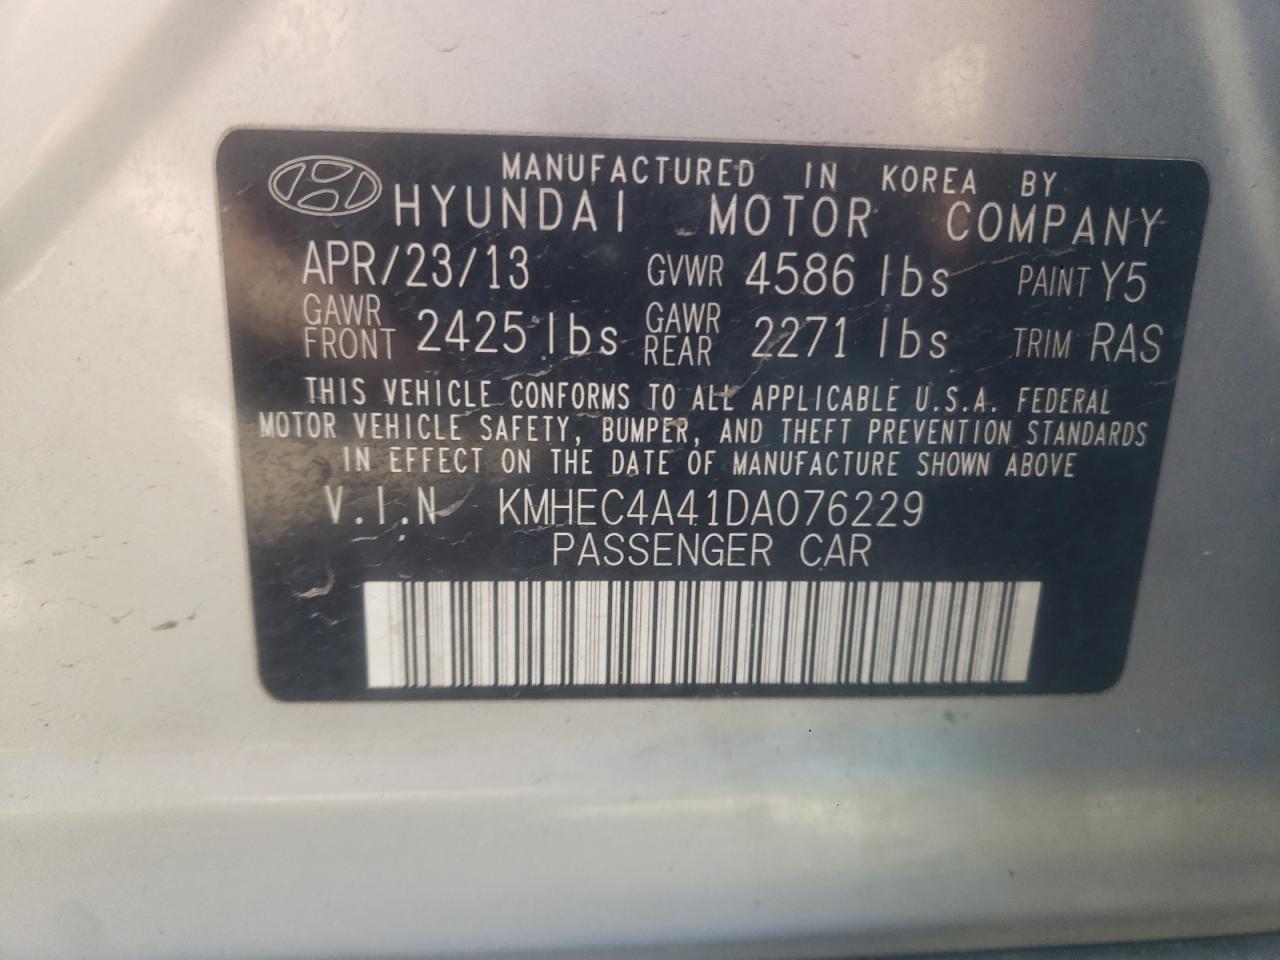 MANUFACTURED IN KOREA BY
HYUNDAI MOTOR COMPANY
APR/23/13 GVWR 4586 lbs PAINT Y5
GAWR FRONT 2425 lbs GAWR REAR 2271 lbs TRIM RAS
THIS VEHICLE CONFORMS TO ALL APPLICABLE U.S.A. FEDERAL
MOTOR VEHICLE SAFETY, BUMPER, AND THEFT PREVENTION STANDARDS
IN EFFECT ON THE DATE OF MANUFACTURE SHOWN ABOVE
V.I.N KMHEC4A41DA076229
PASSENGER CAR